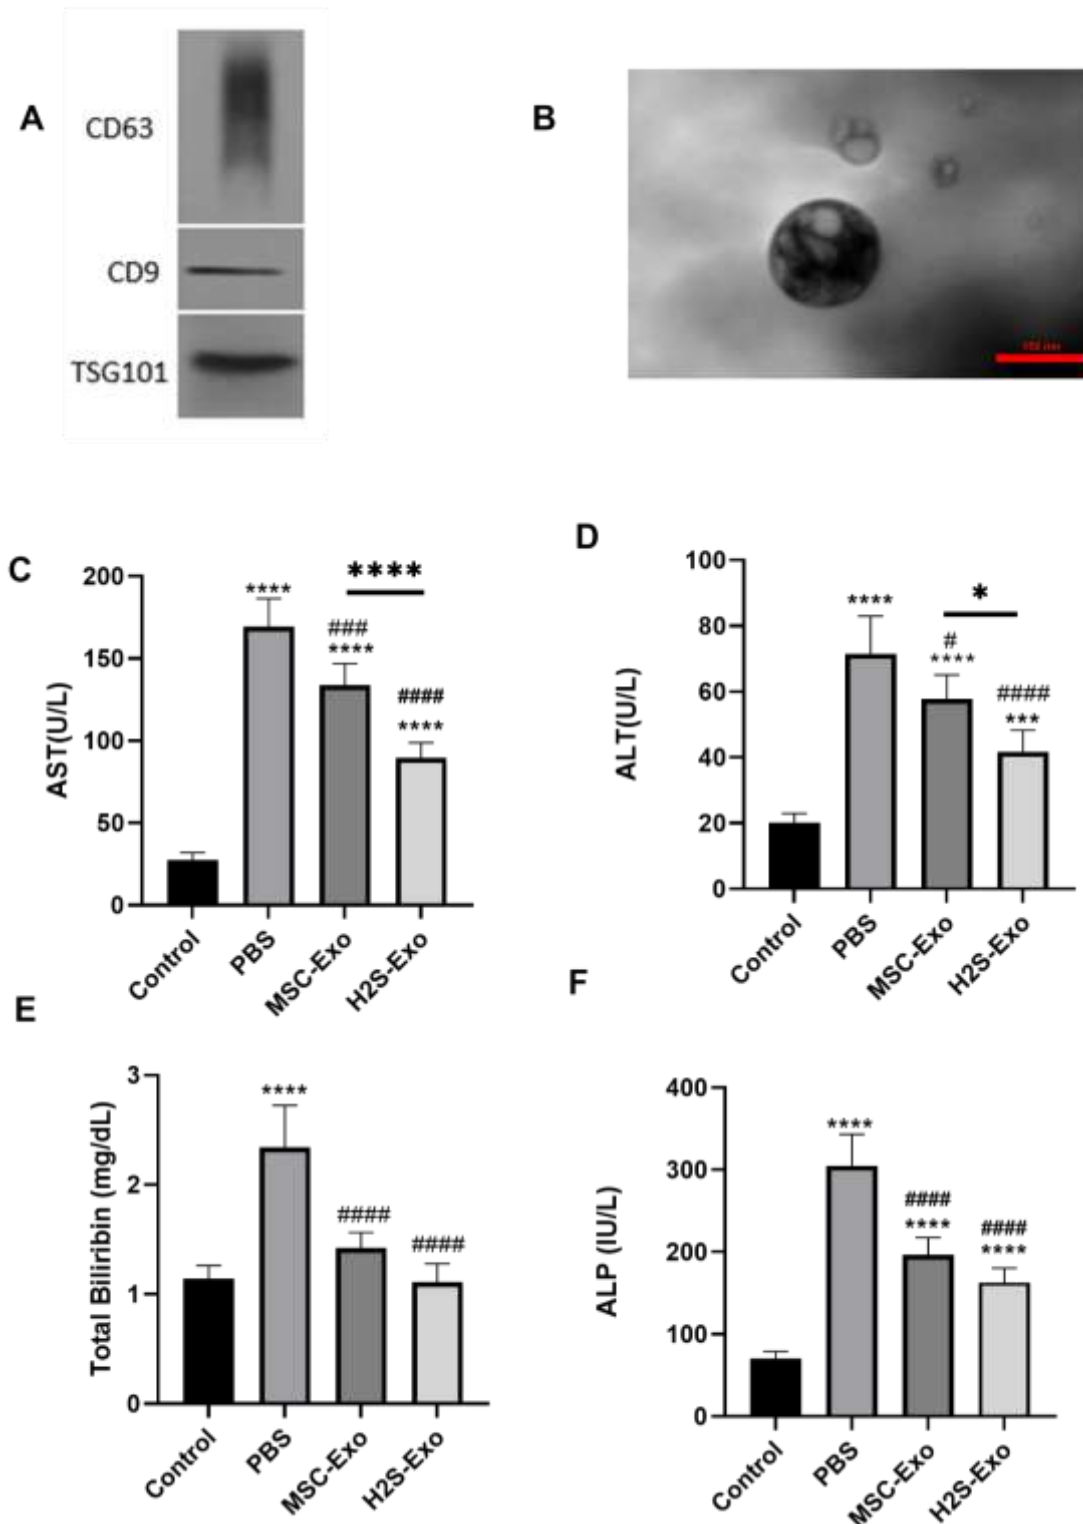 A
CD63
CD9
TSG101
B
C
AST(U/L)
200
150
100
50
0
****
###
****
****
####
****
Control
PBS
MSC-Exo
H2S-Exo
D
ALT(U/L)
100
80
60
40
20
0
****
*
#
****
####
***
Control
PBS
MSC-Exo
H2S-Exo
E
Total Biliribin (mg/dL)
3
2
1
0
****
####
####
Control
PBS
MSC-Exo
H2S-Exo
F
ALP (IU/L)
400
300
200
100
0
****
####
****
####
****
Control
PBS
MSC-Exo
H2S-Exo